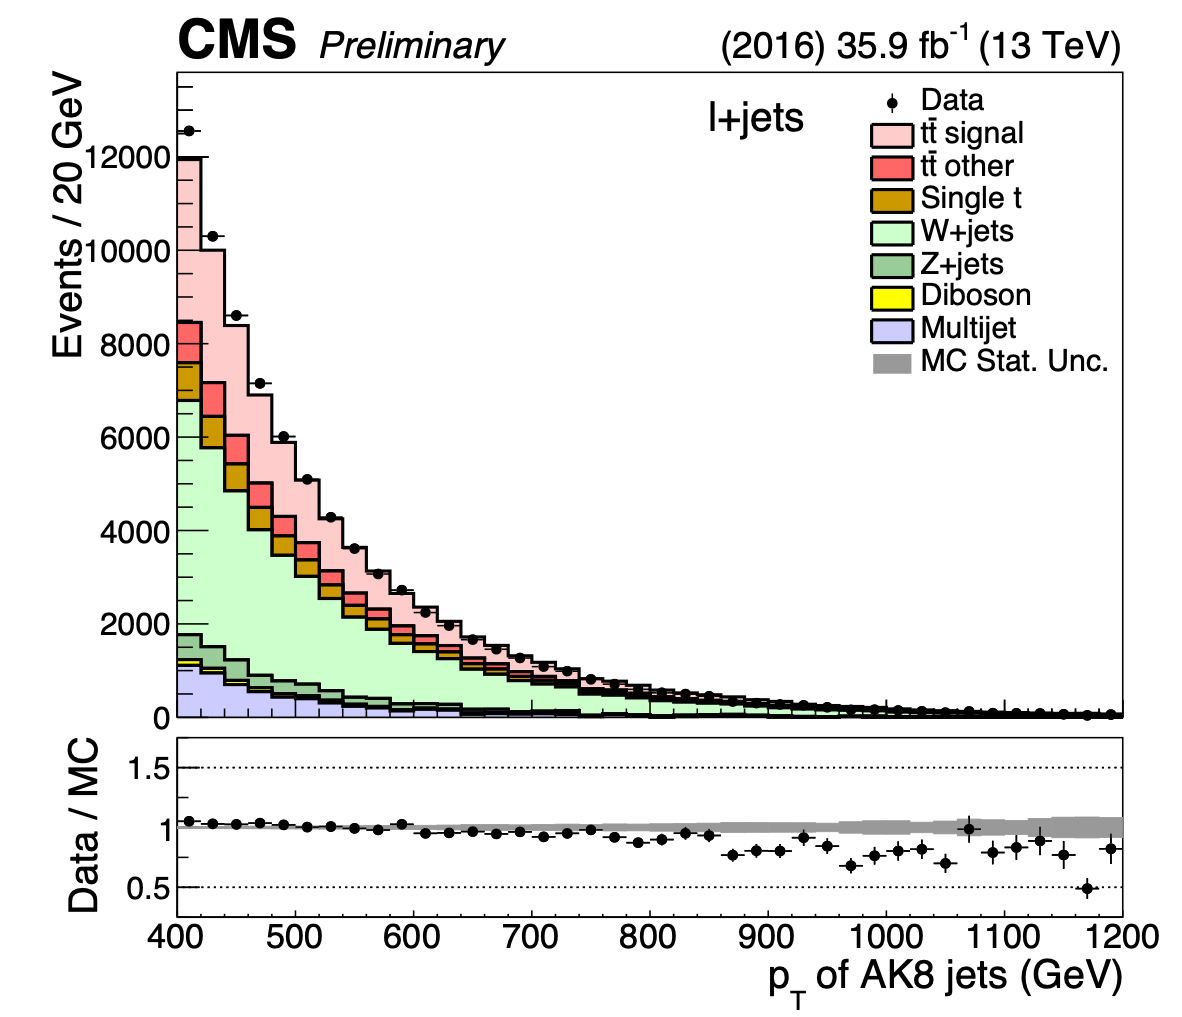 CMS Preliminary (2016) 35.9 fb⁻¹ (13 TeV)
l+jets
Data
tt̄ signal
tt̄ other
Single t
W+jets
Z+jets
Diboson
Multijet
MC Stat. Unc.
Events / 20 GeV
12000
10000
8000
6000
4000
2000
0
Data / MC
1.5
1
0.5
400 500 600 700 800 900 1000 1100 1200
p_T of AK8 jets (GeV)